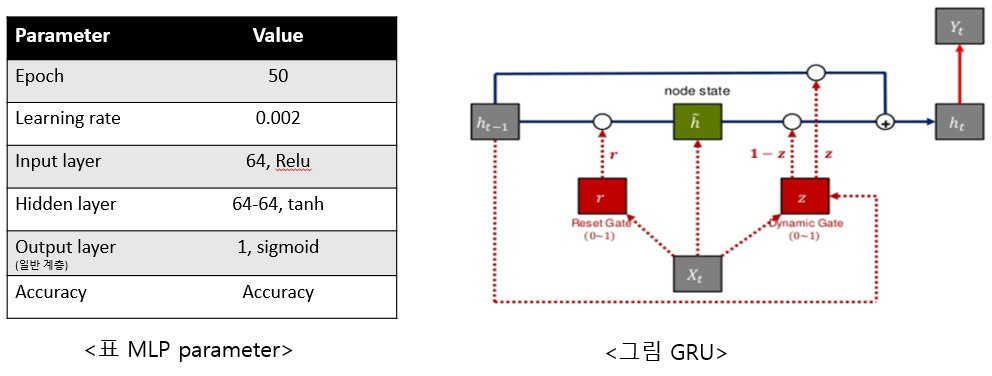 Parameter Value
Epoch 50
Learning rate 0.002
Input layer 64, Relu
Hidden layer 64-64, tanh
Output layer 1, sigmoid
(일반 계층)
Accuracy Accuracy
<표 MLP parameter>
Y_t
node state
h_{t-1}
h̃
+
h_t
r
1 − z
z
r
z
Reset Gate
(0~1)
Dynamic Gate
(0~1)
X_t
<그림 GRU>